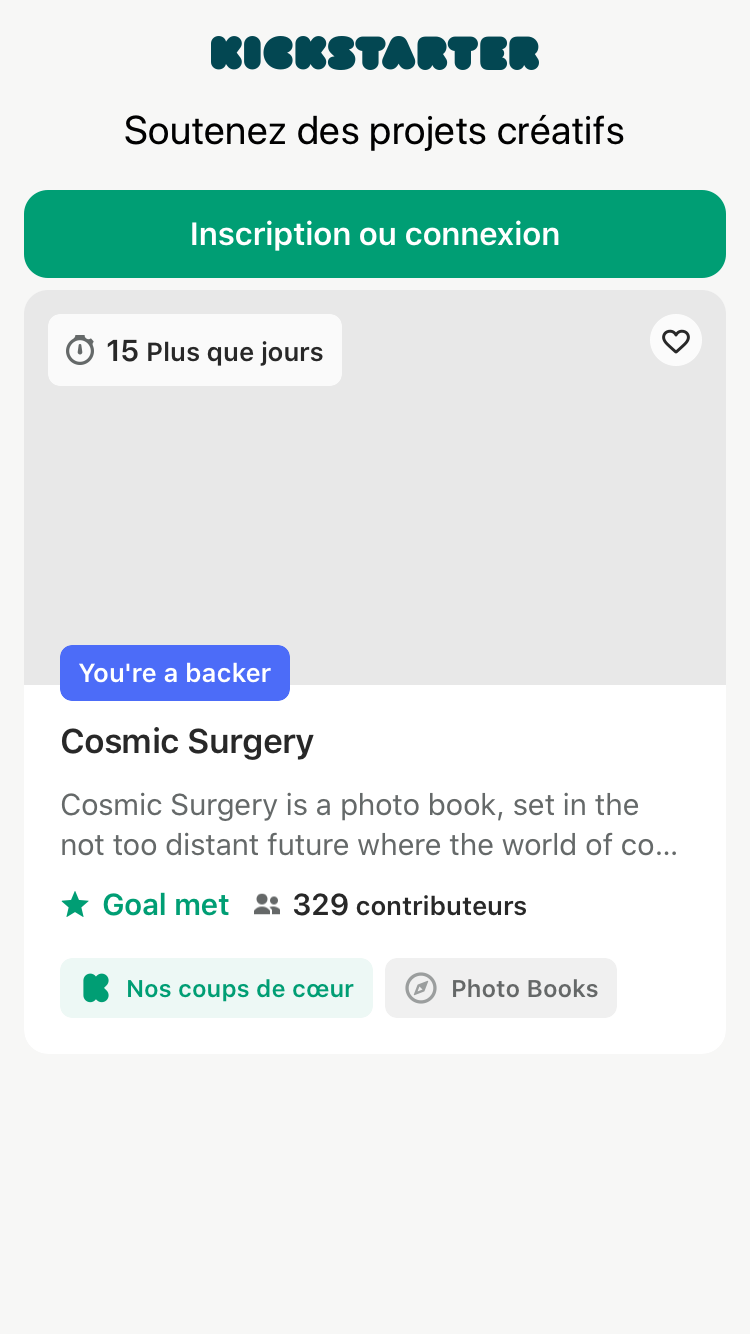 KICKSTARTER
Soutenez des projets créatifs
Inscription ou connexion
15 Plus que jours
You're a backer
Cosmic Surgery
Cosmic Surgery is a photo book, set in the
not too distant future where the world of co...
Goal met 329 contributeurs
Nos coups de cœur Photo Books